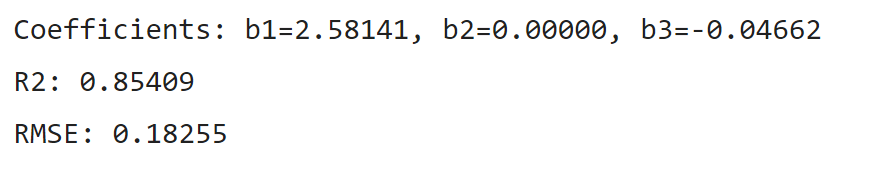 Coefficients: b1=2.58141, b2=0.00000, b3=-0.04662
R2: 0.85409
RMSE: 0.18255